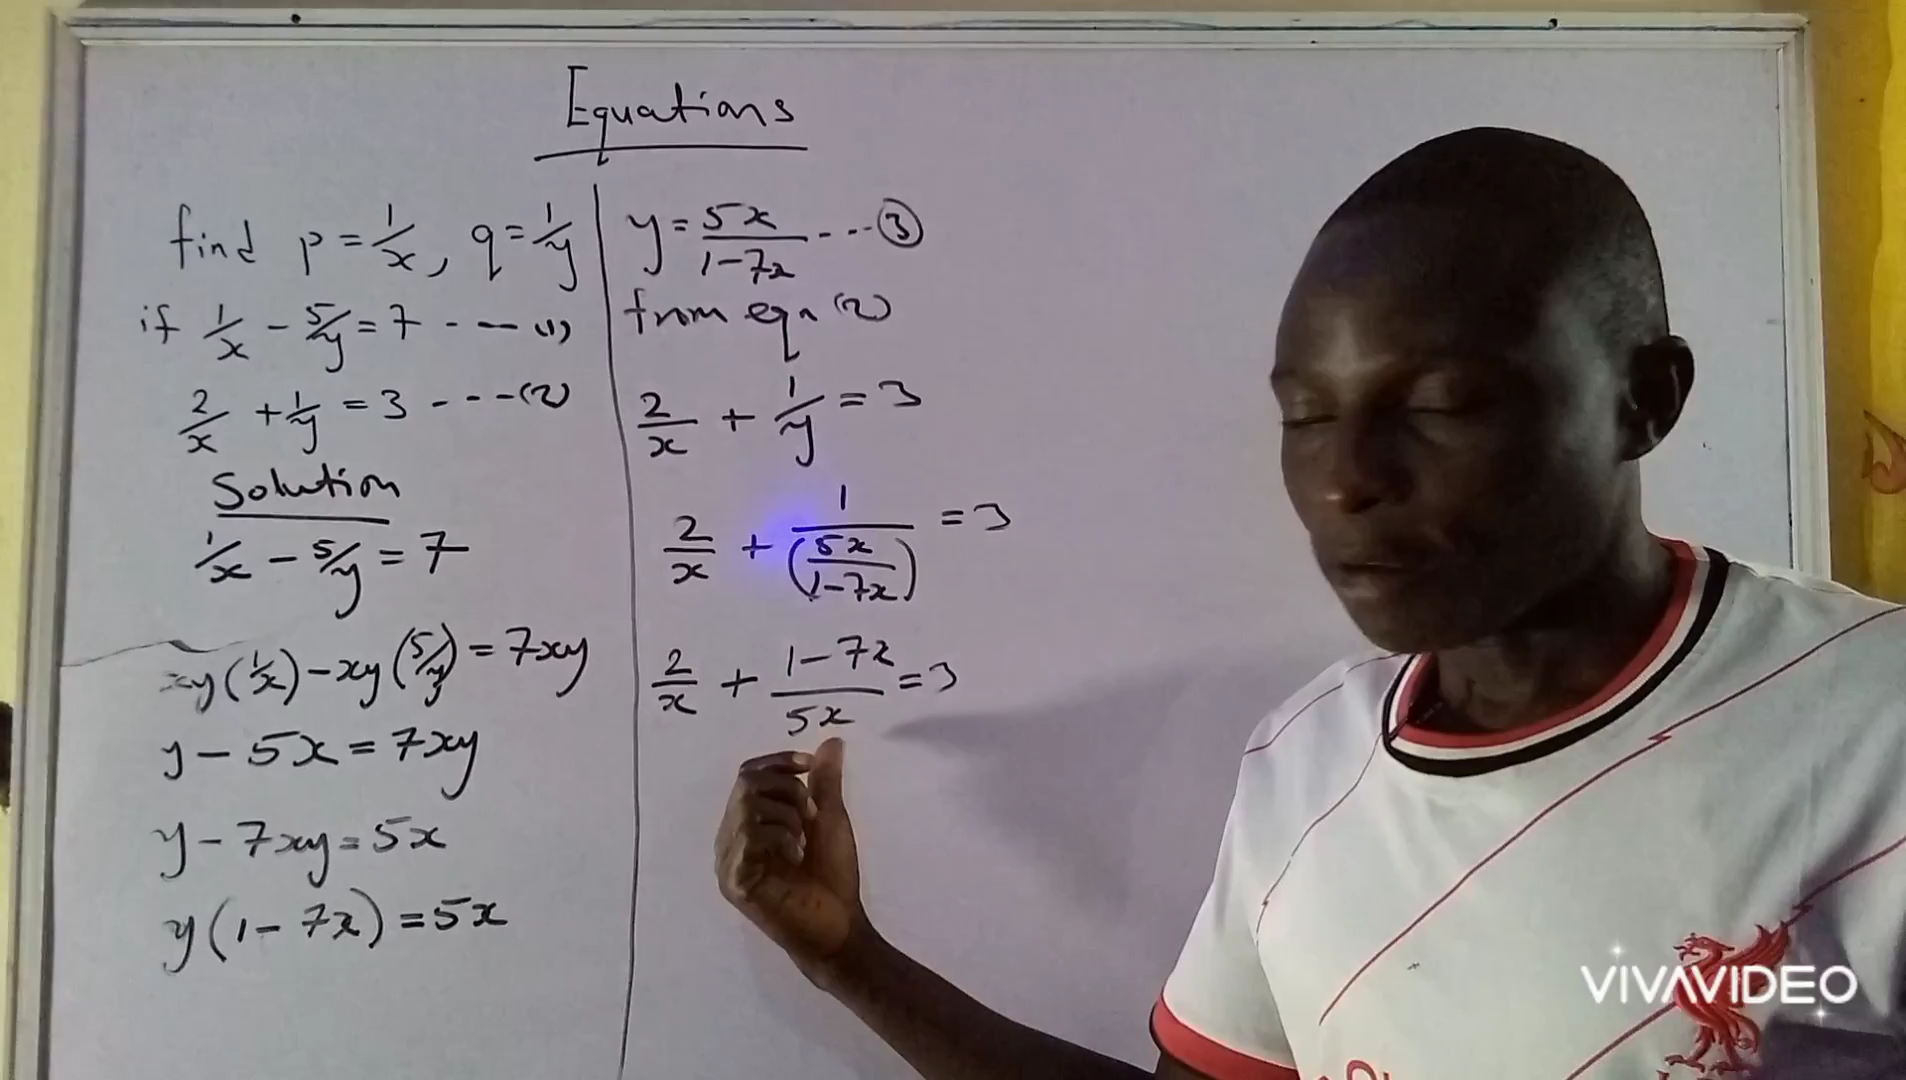 Equations
find p = 1/x, q = 1/y
if 1/x - 5/y = 7 - - - (1)
2/x + 1/y = 3 - - - (2)
Solution
1/x - 5/y = 7
xy(1/x) - xy(5/y) = 7xy
y - 5x = 7xy
y - 7xy = 5x
y(1 - 7x) = 5x
y = 5x/1-7x - - - ③
from eqn (2)
2/x + 1/y = 3
2/x + 1/(5x/1-7x) = 3
2/x + 1-7x/5x = 3
VIVAVIDEO